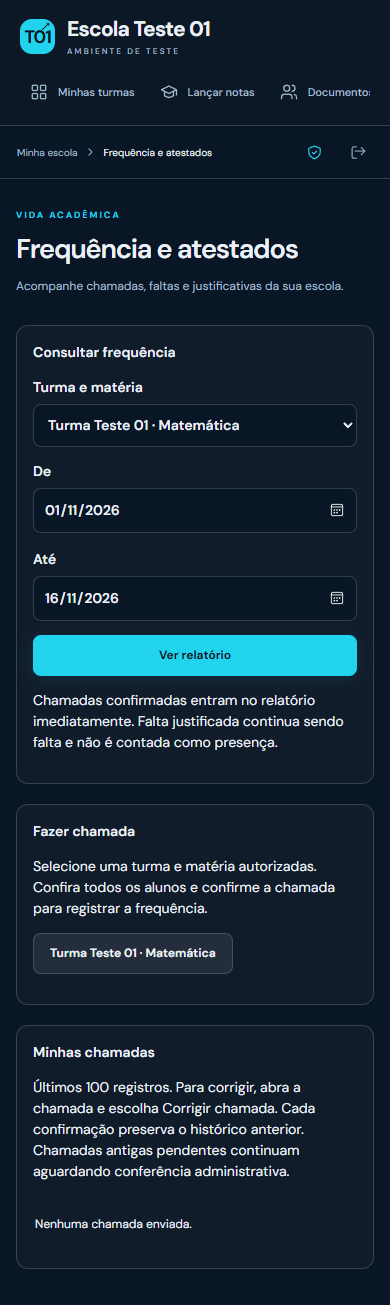 T01
Escola Teste 01
AMBIENTE DE TESTE
Minhas turmas
Lançar notas
Documentos
Minha escola > Frequência e atestados
VIDA ACADÊMICA
Frequência e atestados
Acompanhe chamadas, faltas e justificativas da sua escola.
Consultar frequência
Turma e matéria
Turma Teste 01 · Matemática
De
01/11/2026
Até
16/11/2026
Ver relatório
Chamadas confirmadas entram no relatório
imediatamente. Falta justificada continua sendo
falta e não é contada como presença.
Fazer chamada
Selecione uma turma e matéria autorizadas.
Confira todos os alunos e confirme a chamada
para registrar a frequência.
Turma Teste 01 · Matemática
Minhas chamadas
Últimos 100 registros. Para corrigir, abra a
chamada e escolha Corrigir chamada. Cada
confirmação preserva o histórico anterior.
Chamadas antigas pendentes continuam
aguardando conferência administrativa.
Nenhuma chamada enviada.